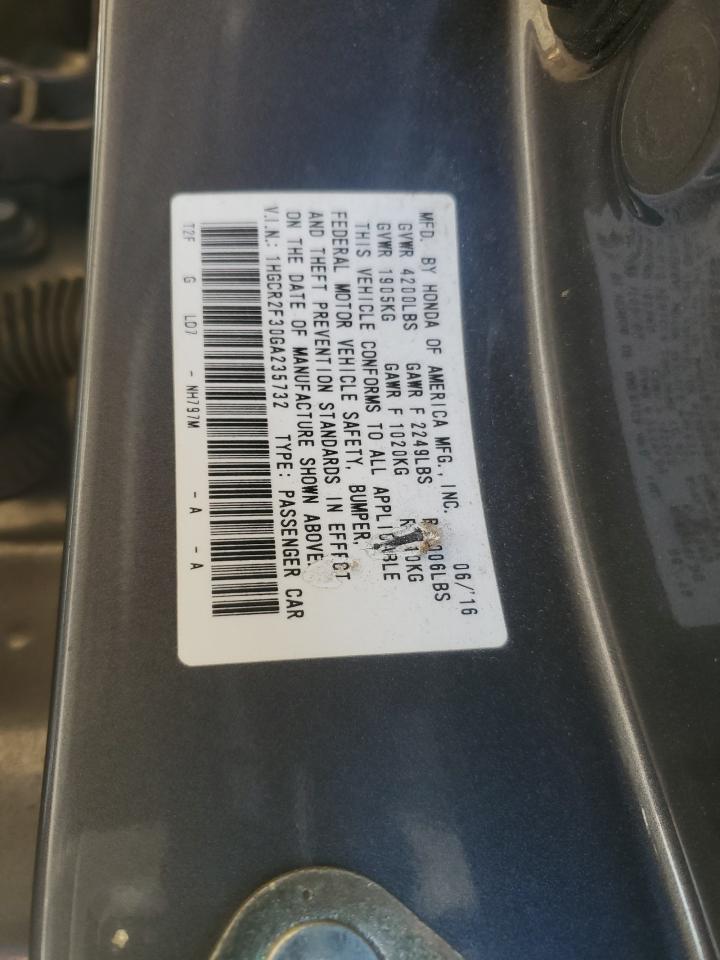 MFD. BY HONDA OF AMERICA MFG., INC. 06/'16
GVWR 4200LBS GAWR F 2249LBS
GVWR 1905KG GAWR F 1020KG
THIS VEHICLE CONFORMS TO ALL
FEDERAL MOTOR VEHICLE SAFETY, BUMPER,
AND THEFT PREVENTION STANDARDS IN EFFECT
ON THE DATE OF MANUFACTURE SHOWN ABOVE.
V.I.N.: 1HGCR2F30GA235732 TYPE: PASSENGER CAR
T2F G LD7 - NH797M - A - A